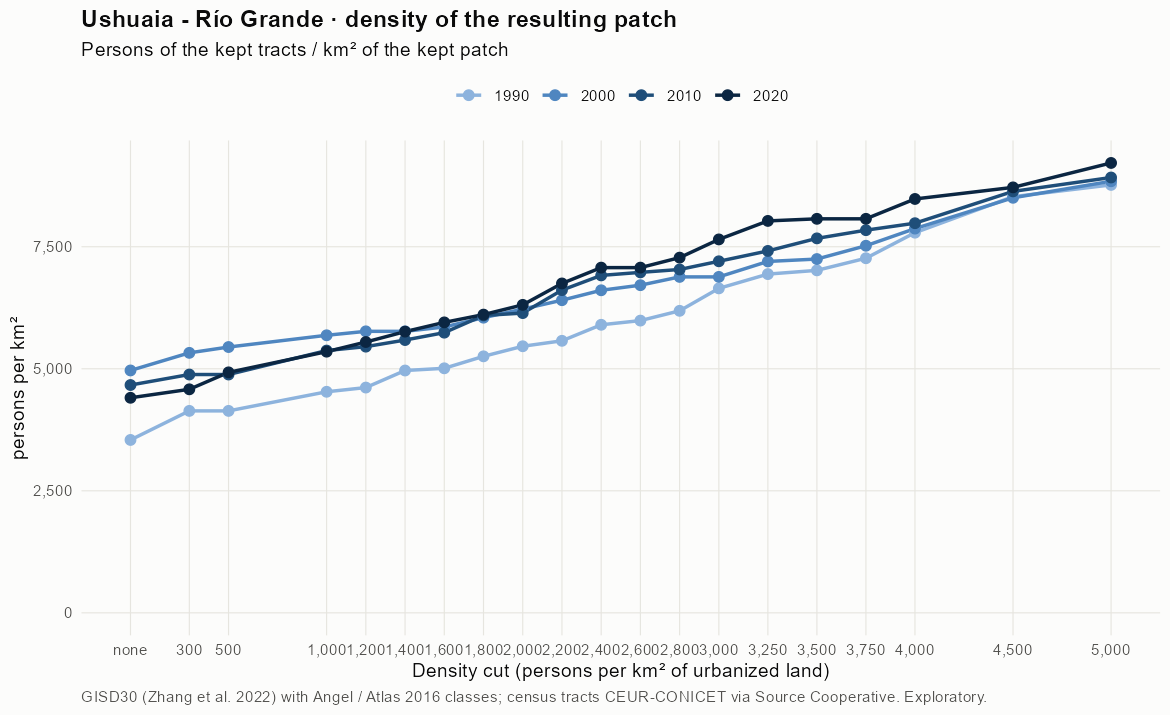 Ushuaia - Río Grande · density of the resulting patch
Persons of the kept tracts / km² of the kept patch
1990 2000 2010 2020
persons per km²
7,500
5,000
2,500
0
none 300 500 1,000 1,200 1,400 1,600 1,800 2,000 2,200 2,400 2,600 2,800 3,000 3,250 3,500 3,750 4,000 4,500 5,000
Density cut (persons per km² of urbanized land)
GISD30 (Zhang et al. 2022) with Angel / Atlas 2016 classes; census tracts CEUR-CONICET via Source Cooperative. Exploratory.